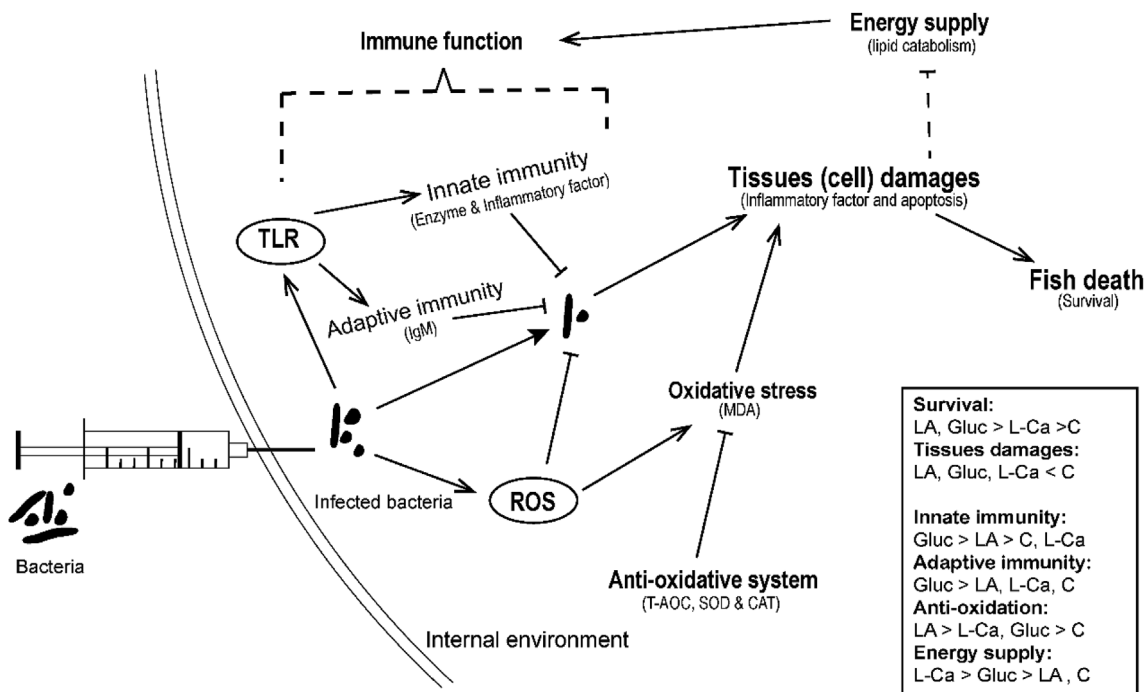 Energy supply
(lipid catabolism)
Immune function
Innate immunity
(Enzyme & Inflammatory factor)
Tissues (cell) damages
(Inflammatory factor and apoptosis)
TLR
Fish death
(Survival)
Adaptive immunity
(IgM)
Oxidative stress
(MDA)
Infected bacteria
ROS
Bacteria
Anti-oxidative system
(T-AOC, SOD & CAT)
Internal environment
Survival:
LA, Gluc > L-Ca >C
Tissues damages:
LA, Gluc, L-Ca < C
Innate immunity:
Gluc > LA > C, L-Ca
Adaptive immunity:
Gluc > LA, L-Ca, C
Anti-oxidation:
LA > L-Ca, Gluc > C
Energy supply:
L-Ca > Gluc > LA , C